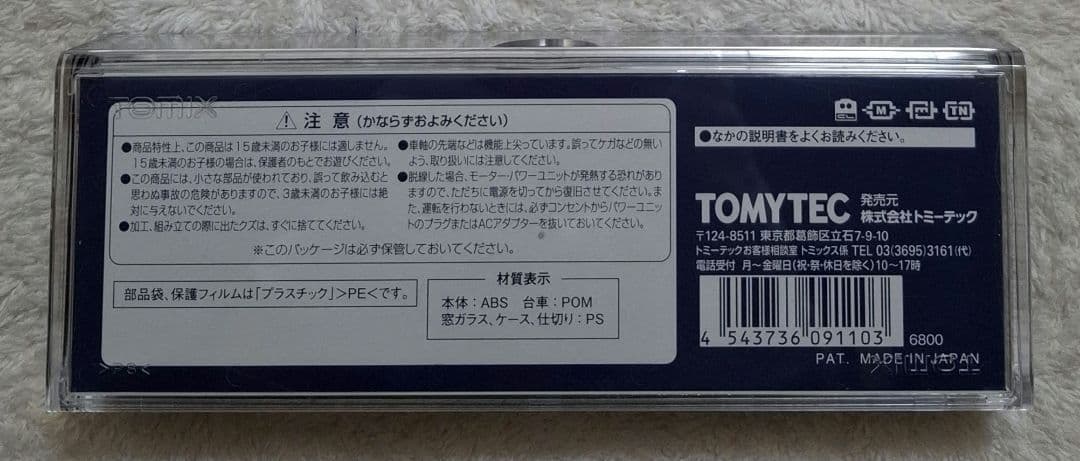 TOMIX
⚠ 注 意 (かならずおよみください)
●商品特性上、この商品は15歳未満のお子様には適しません。
15歳未満のお子様の場合は、保護者のもとでお遊びください。
●この商品には、小さな部品が使われており、誤って飲み込むと
思わぬ事故の危険がありますので、3歳未満のお子様には絶
対に与えないでください。
●加工、組み立ての際に出たクズは、すぐに捨ててください。
●車軸の先端などは機能上尖っています。誤ってケガなどの無い
よう、取り扱いには注意してください。
●脱線した場合、モーター・パワーユニットが発熱する恐れがあり
ますので、ただちに電源を切ってから復旧させてください。ま
た、運転を行わないときには、必ずコンセントからパワーユニッ
トのプラグまたはACアダプターを抜いておいてください。
※このパッケージは必ず保管しておいてください。
部品袋、保護フィルムは「プラスチック」>PE<です。
材質表示
本体：ABS 台車：POM
窓ガラス、ケース、仕切り：PS
>PS<
CL M E TN
●なかの説明書をよくお読みください。
TOMYTEC 発売元
株式会社トミーテック
〒124-8511 東京都葛飾区立石7-9-10
トミーテックお客様相談室 トミックス係 TEL 03(3695)3161(代)
電話受付 月〜金曜日(祝・祭・休日を除く)10〜17時
4 543736 091103
6800
PAT. MADE IN JAPAN
TOMIX